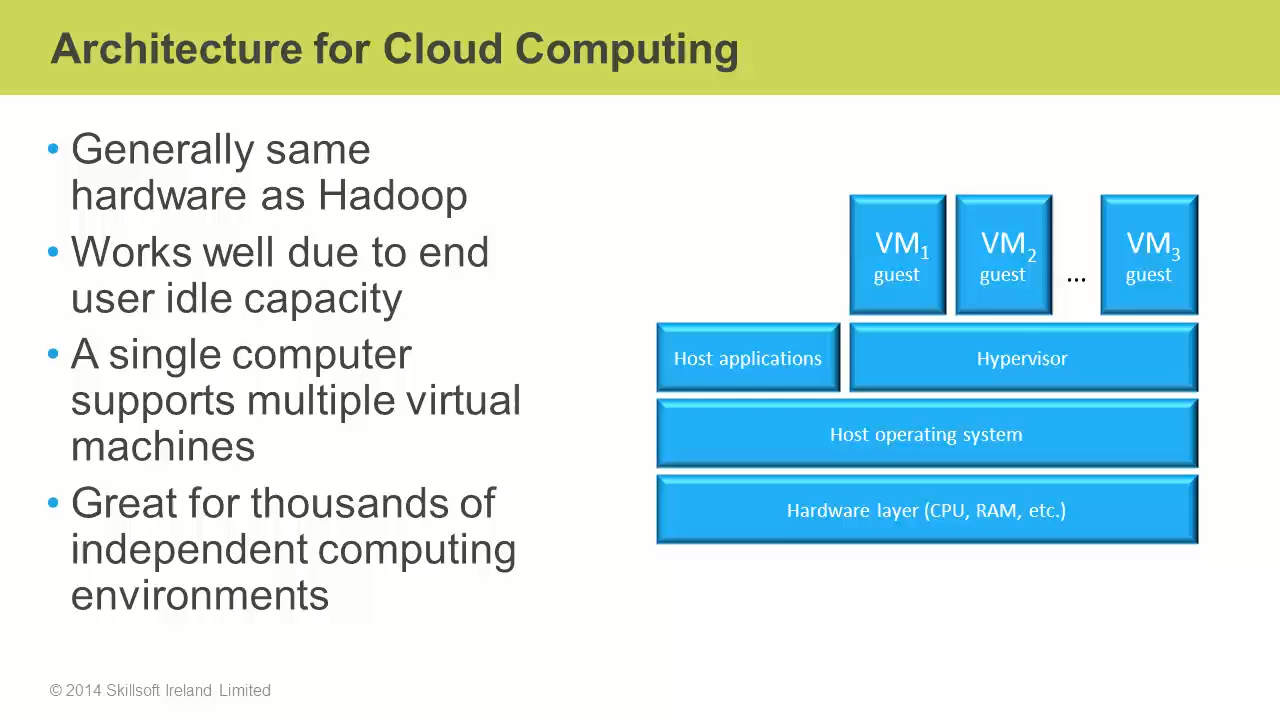 Architecture for Cloud Computing
• Generally same
hardware as Hadoop
• Works well due to end
user idle capacity
• A single computer
supports multiple virtual
machines
• Great for thousands of
independent computing
environments
VM1
guest
VM2
guest
...
VM3
guest
Host applications
Hypervisor
Host operating system
Hardware layer (CPU, RAM, etc.)
© 2014 Skillsoft Ireland Limited